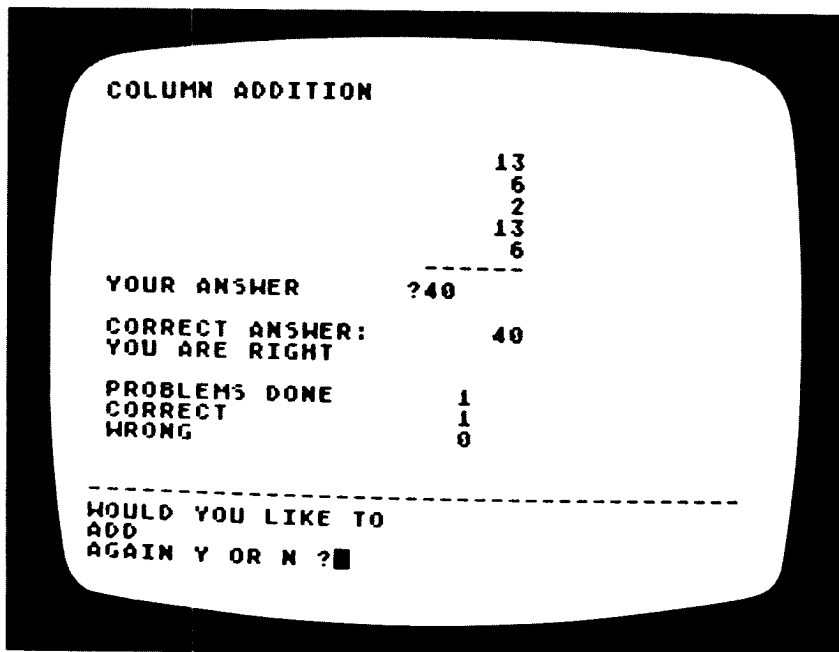 COLUMN ADDITION
13
6
2
13
6
------
YOUR ANSWER ?40
CORRECT ANSWER: 40
YOU ARE RIGHT
PROBLEMS DONE 1
CORRECT 1
WRONG 0
--------------------------------------
WOULD YOU LIKE TO
ADD
AGAIN Y OR N ?